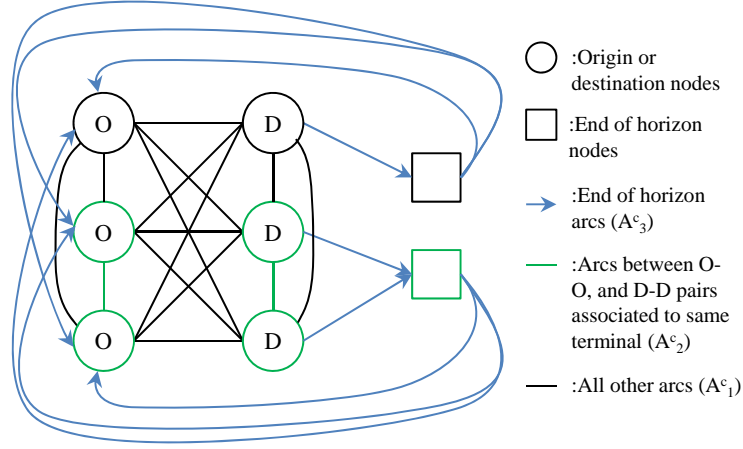 O
D
O
D
O
D
:Origin or
destination nodes
:End of horizon
nodes
:End of horizon
arcs (Aᶜ₃)
:Arcs between O-
O, and D-D pairs
associated to same
terminal (Aᶜ₂)
:All other arcs (Aᶜ₁)